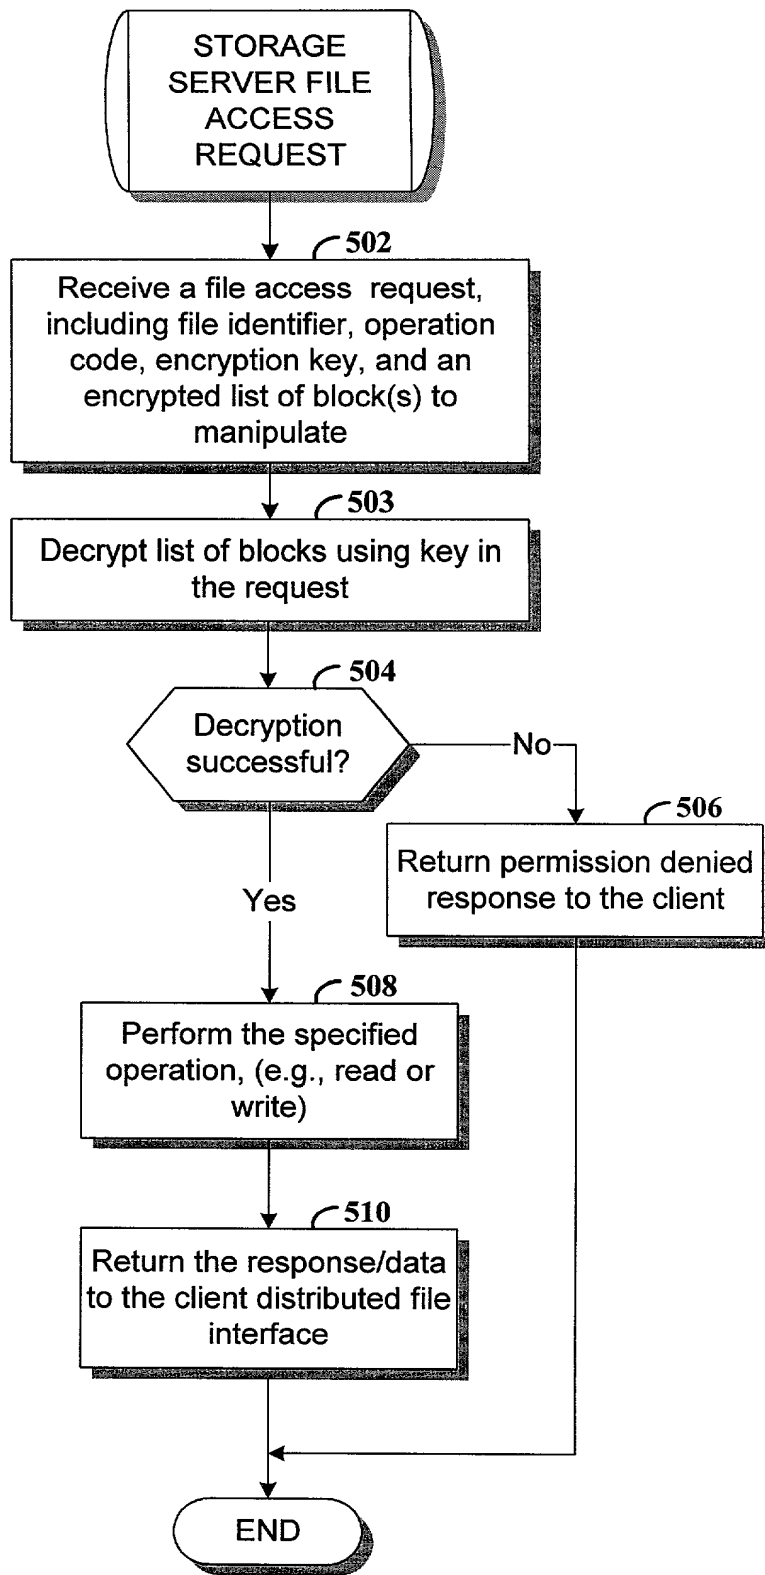 STORAGE
SERVER FILE
ACCESS
REQUEST
502
Receive a file access request,
including file identifier, operation
code, encryption key, and an
encrypted list of block(s) to
manipulate
503
Decrypt list of blocks using key in
the request
504
Decryption
successful?
No
506
Return permission denied
response to the client
Yes
508
Perform the specified
operation, (e.g., read or
write)
510
Return the response/data
to the client distributed file
interface
END